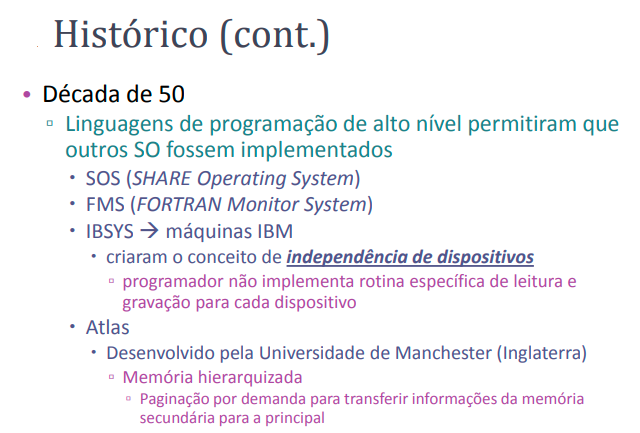 Histórico (cont.)
• Década de 50
▫ Linguagens de programação de alto nível permitiram que
outros SO fossem implementados
• SOS (SHARE Operating System)
• FMS (FORTRAN Monitor System)
• IBSYS → máquinas IBM
• criaram o conceito de independência de dispositivos
▫ programador não implementa rotina específica de leitura e
gravação para cada dispositivo
• Atlas
• Desenvolvido pela Universidade de Manchester (Inglaterra)
▫ Memória hierarquizada
▫ Paginação por demanda para transferir informações da memória
secundária para a principal